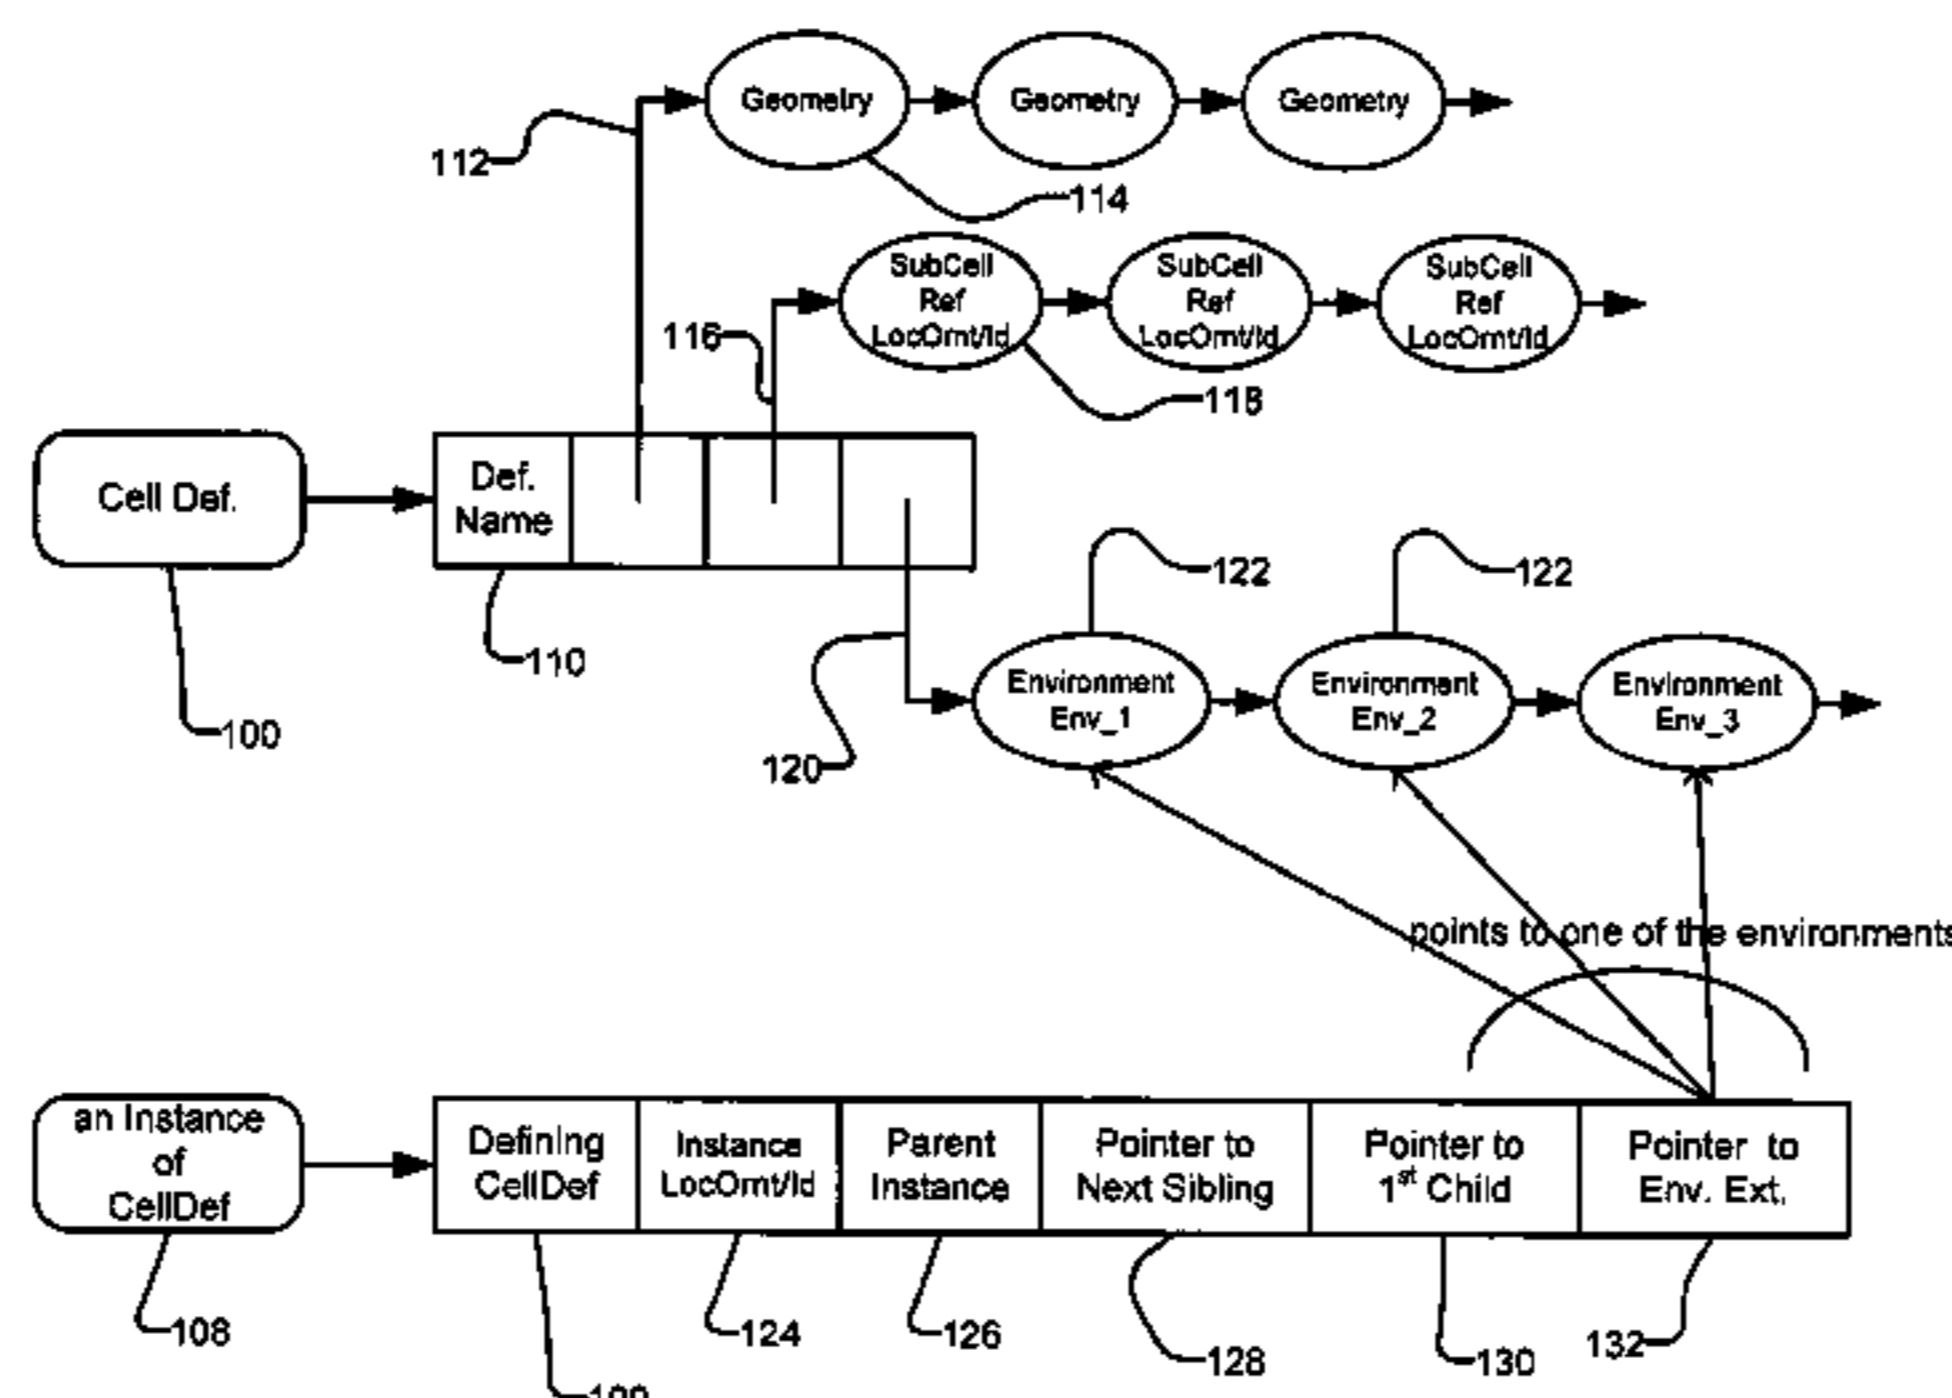 Geometry
Geometry
Geometry
112
114
SubCell
Ref
LocOrnt/Id
SubCell
Ref
LocOrnt/Id
SubCell
Ref
LocOrnt/Id
116
118
Cell Def.
Def.
Name
122
122
110
100
Environment
Env_1
Environment
Env_2
Environment
Env_3
120
points to one of the environments
an Instance
of
CellDef
Defining
CellDef
Instance
LocOrnt/Id
Parent
Instance
Pointer to
Next Sibling
Pointer to
1st Child
Pointer to
Env. Ext.
108
124
126
128
130
132